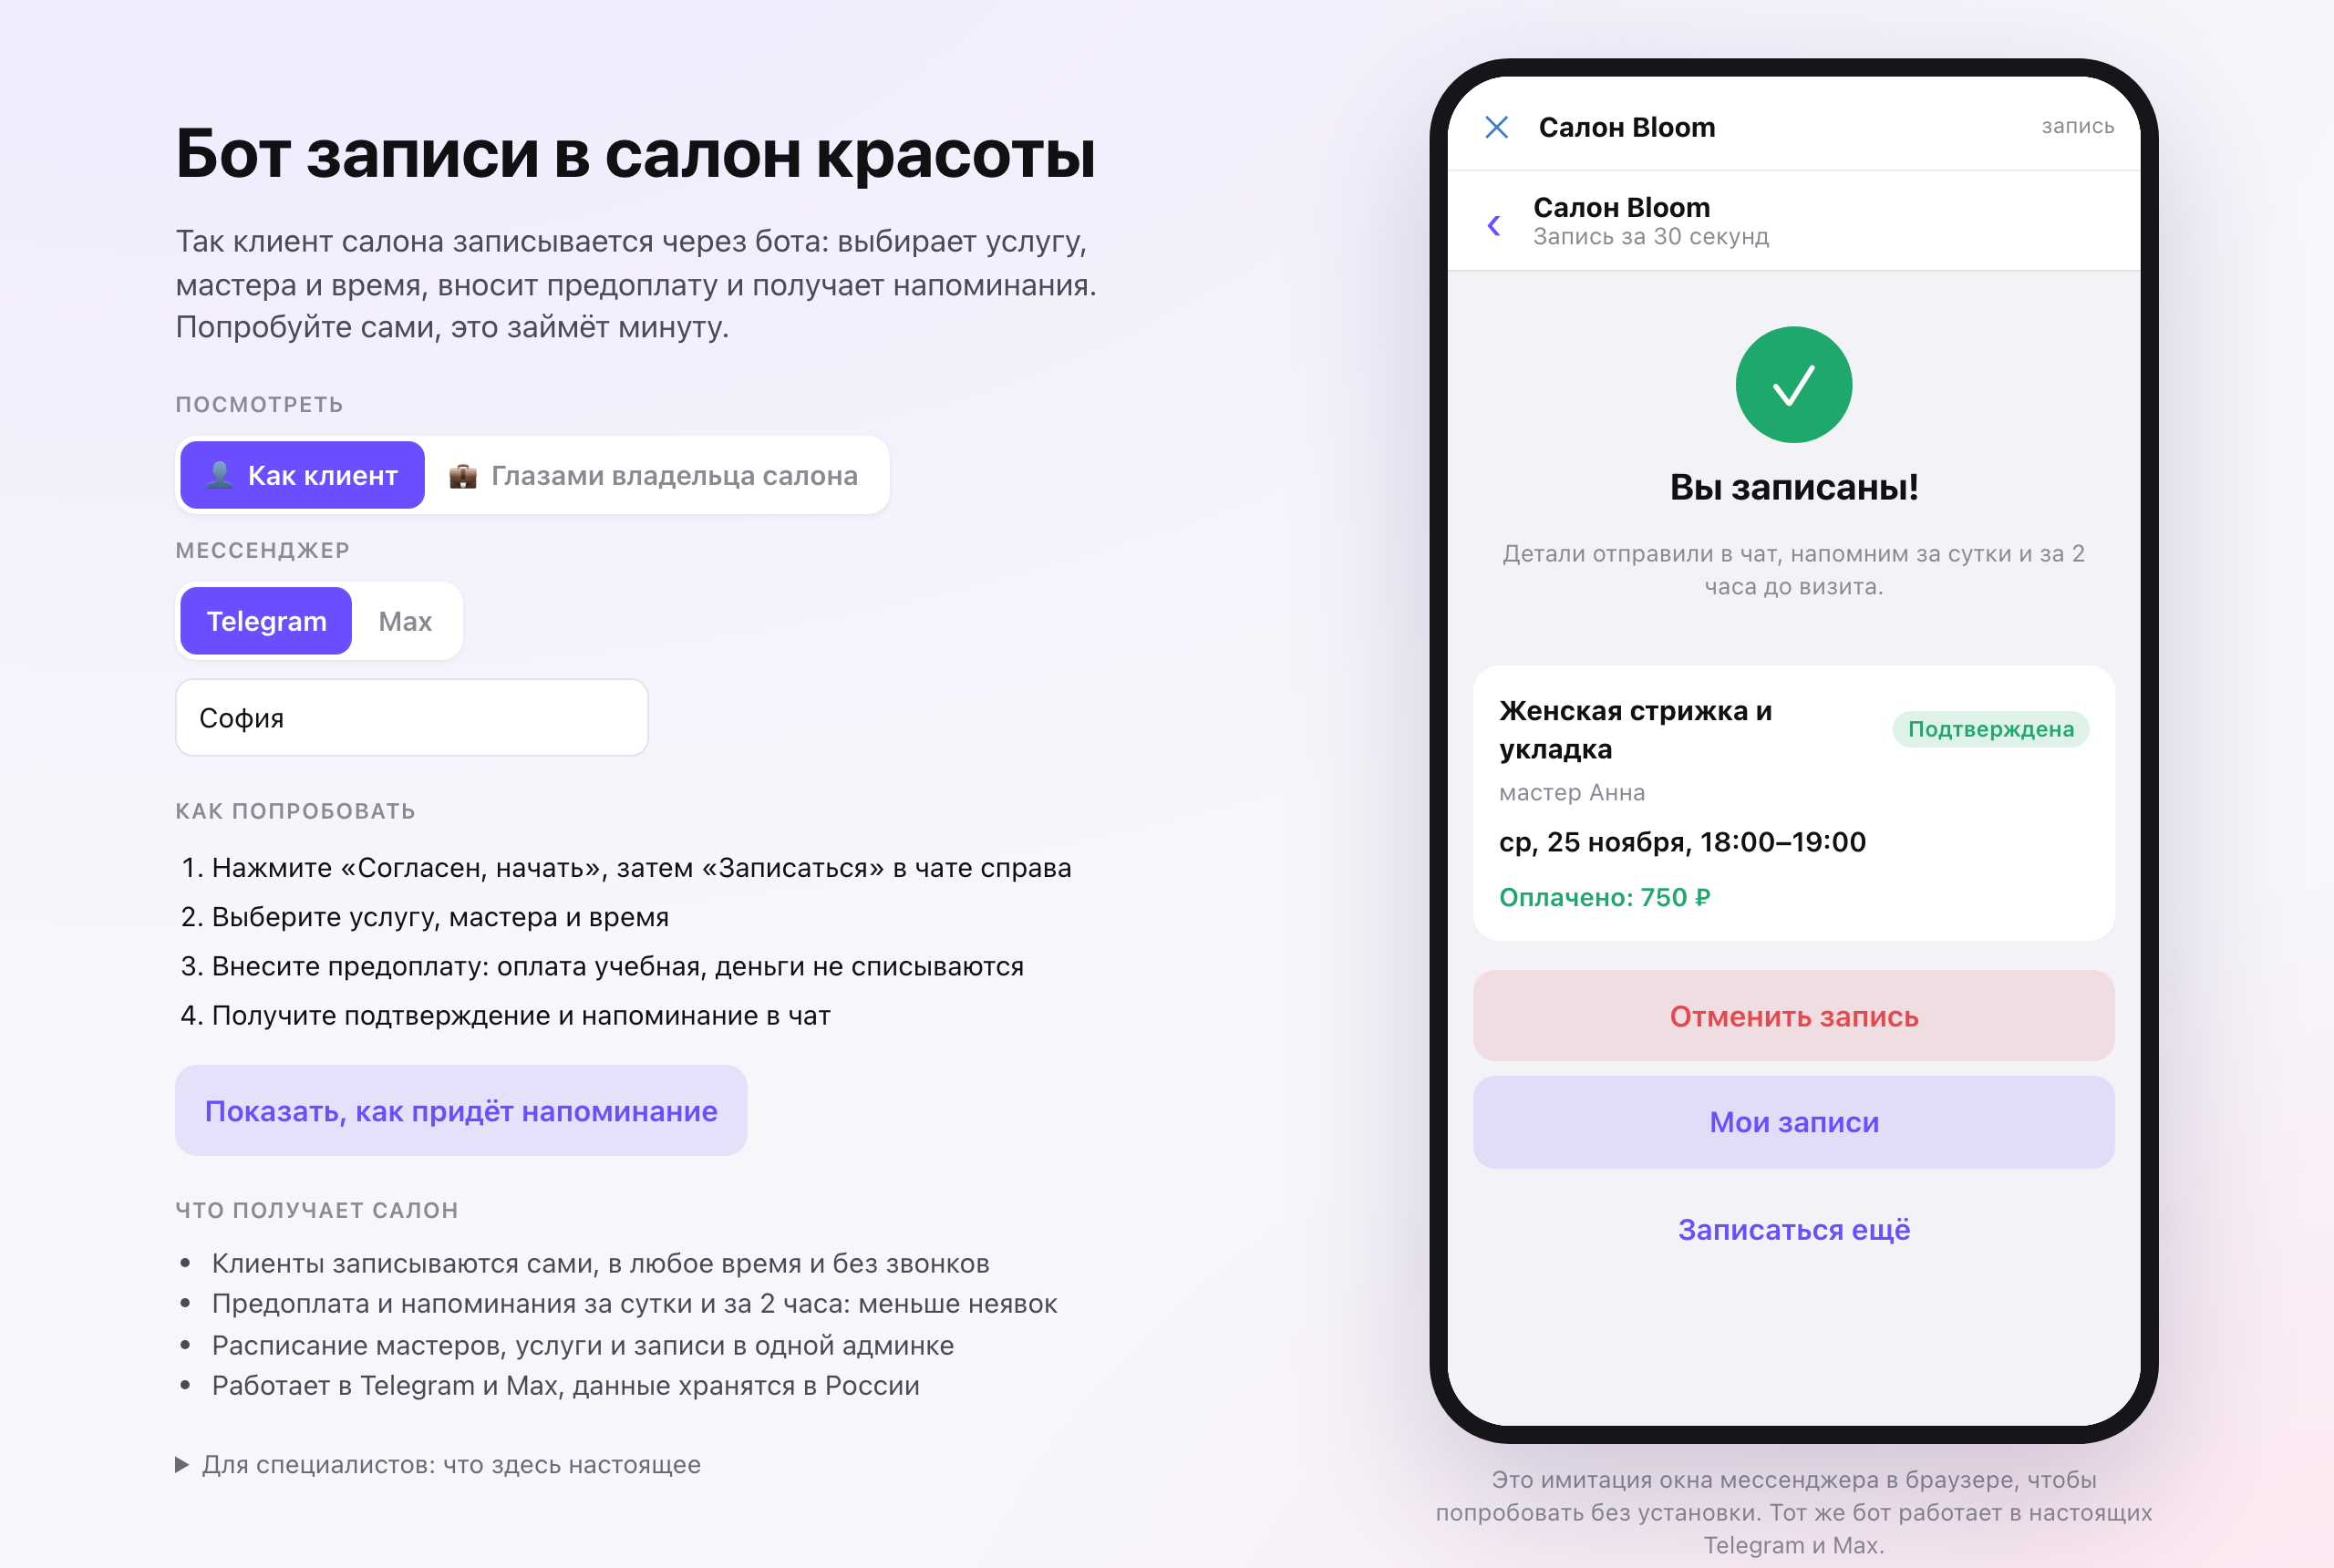 Бот записи в салон красоты
Так клиент салона записывается через бота: выбирает услугу,
мастера и время, вносит предоплату и получает напоминания.
Попробуйте сами, это займёт минуту.
ПОСМОТРЕТЬ
Как клиент
Глазами владельца салона
МЕССЕНДЖЕР
Telegram
Max
София
КАК ПОПРОБОВАТЬ
1. Нажмите «Согласен, начать», затем «Записаться» в чате справа
2. Выберите услугу, мастера и время
3. Внесите предоплату: оплата учебная, деньги не списываются
4. Получите подтверждение и напоминание в чат
Показать, как придёт напоминание
ЧТО ПОЛУЧАЕТ САЛОН
• Клиенты записываются сами, в любое время и без звонков
• Предоплата и напоминания за сутки и за 2 часа: меньше неявок
• Расписание мастеров, услуги и записи в одной админке
• Работает в Telegram и Max, данные хранятся в России
Для специалистов: что здесь настоящее
Салон Bloom
запись
Салон Bloom
Запись за 30 секунд
Вы записаны!
Детали отправили в чат, напомним за сутки и за 2
часа до визита.
Женская стрижка и
укладка
Подтверждена
мастер Анна
ср, 25 ноября, 18:00–19:00
Оплачено: 750 ₽
Отменить запись
Мои записи
Записаться ещё
Это имитация окна мессенджера в браузере, чтобы
попробовать без установки. Тот же бот работает в настоящих
Telegram и Max.